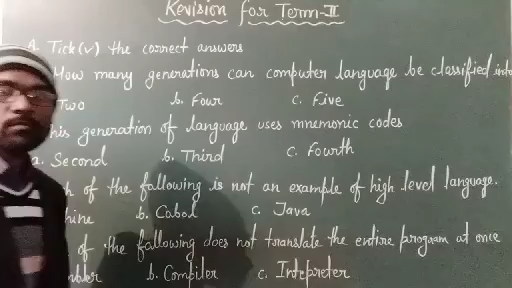 Revision for Term-II
A. Tick(√) the correct answers
How many generations can computer language be classified into
Two b. Four c. Five
his generation of language uses mnemonic codes
a. Second b. Third c. Fourth
h of the fallowing is not an example of high level language.
hine b. Cobol c. Java
of the fallowing does not translate the entire program at once
mbler b. Compiler c. Intepreter